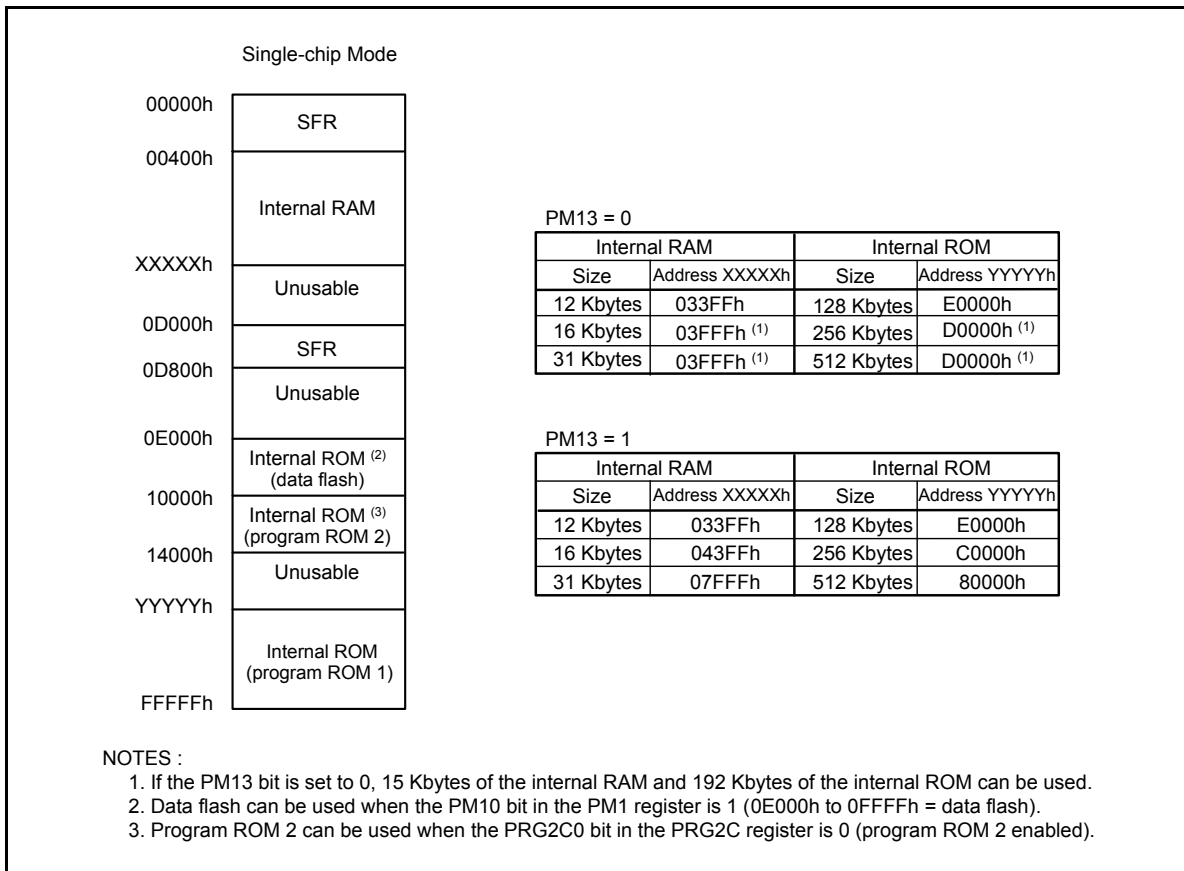 Single-chip Mode
00000h
SFR
00400h
Internal RAM
XXXXXh
Unusable
0D000h
SFR
0D800h
Unusable
0E000h
Internal ROM (2)
(data flash)
10000h
Internal ROM (3)
(program ROM 2)
14000h
Unusable
YYYYYh
Internal ROM
(program ROM 1)
FFFFFh
PM13 = 0
Internal RAM Internal ROM
Size Address XXXXXh Size Address YYYYYh
12 Kbytes 033FFh 128 Kbytes E0000h
16 Kbytes 03FFFh (1) 256 Kbytes D0000h (1)
31 Kbytes 03FFFh (1) 512 Kbytes D0000h (1)
PM13 = 1
Internal RAM Internal ROM
Size Address XXXXXh Size Address YYYYYh
12 Kbytes 033FFh 128 Kbytes E0000h
16 Kbytes 043FFh 256 Kbytes C0000h
31 Kbytes 07FFFh 512 Kbytes 80000h
NOTES :
1. If the PM13 bit is set to 0, 15 Kbytes of the internal RAM and 192 Kbytes of the internal ROM can be used.
2. Data flash can be used when the PM10 bit in the PM1 register is 1 (0E000h to 0FFFFh = data flash).
3. Program ROM 2 can be used when the PRG2C0 bit in the PRG2C register is 0 (program ROM 2 enabled).